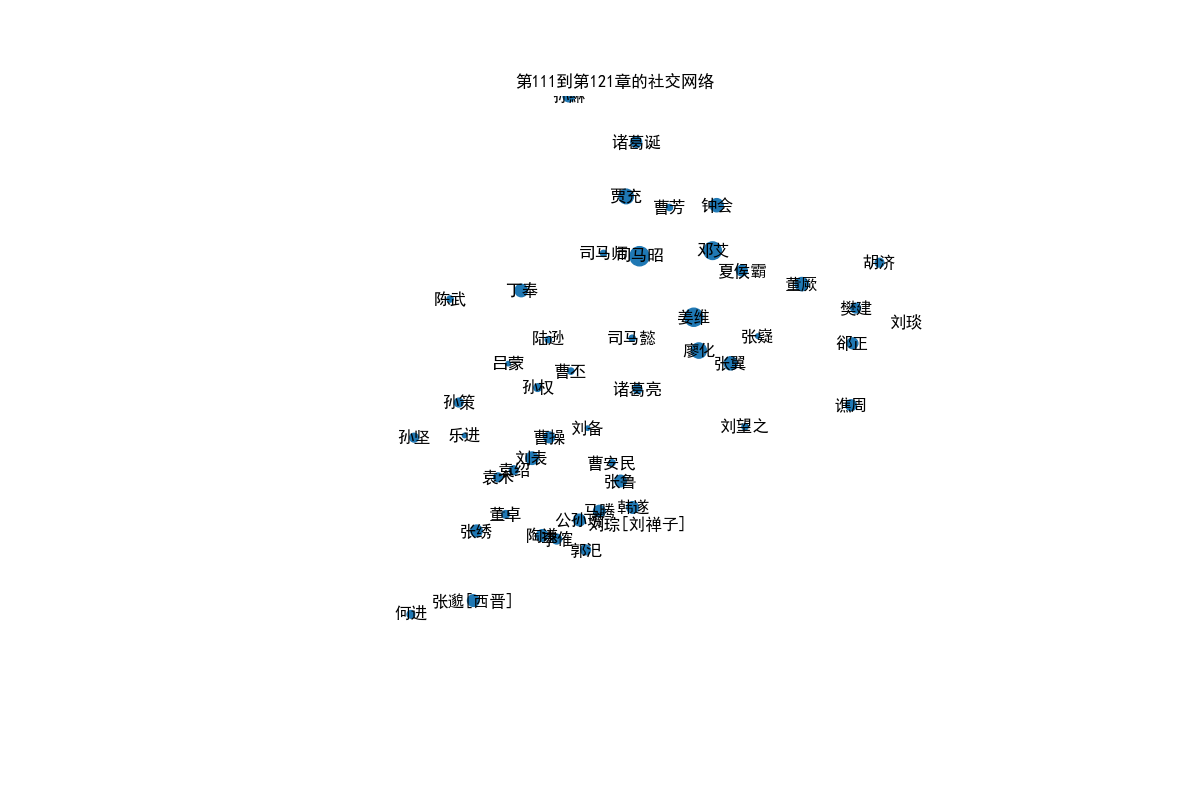 第111到第121章的社交网络
诸葛诞
贾充
曹芳
钟会
司马师
司马昭
邓艾
胡济
夏侯霸
董厥
丁奉
陈武
樊建
姜维
刘琰
陆逊
司马懿
张嶷
郤正
廖化
吕蒙
张翼
曹丕
孙权
诸葛亮
孙策
谯周
刘望之
刘备
孙坚
乐进
曹操
刘表
曹安民
袁绍
袁术
张鲁
韩遂
马腾
董卓
公孙瓒
刘琮[刘禅子]
张绣
陶谦
李傕
郭汜
张邈[西晋]
何进